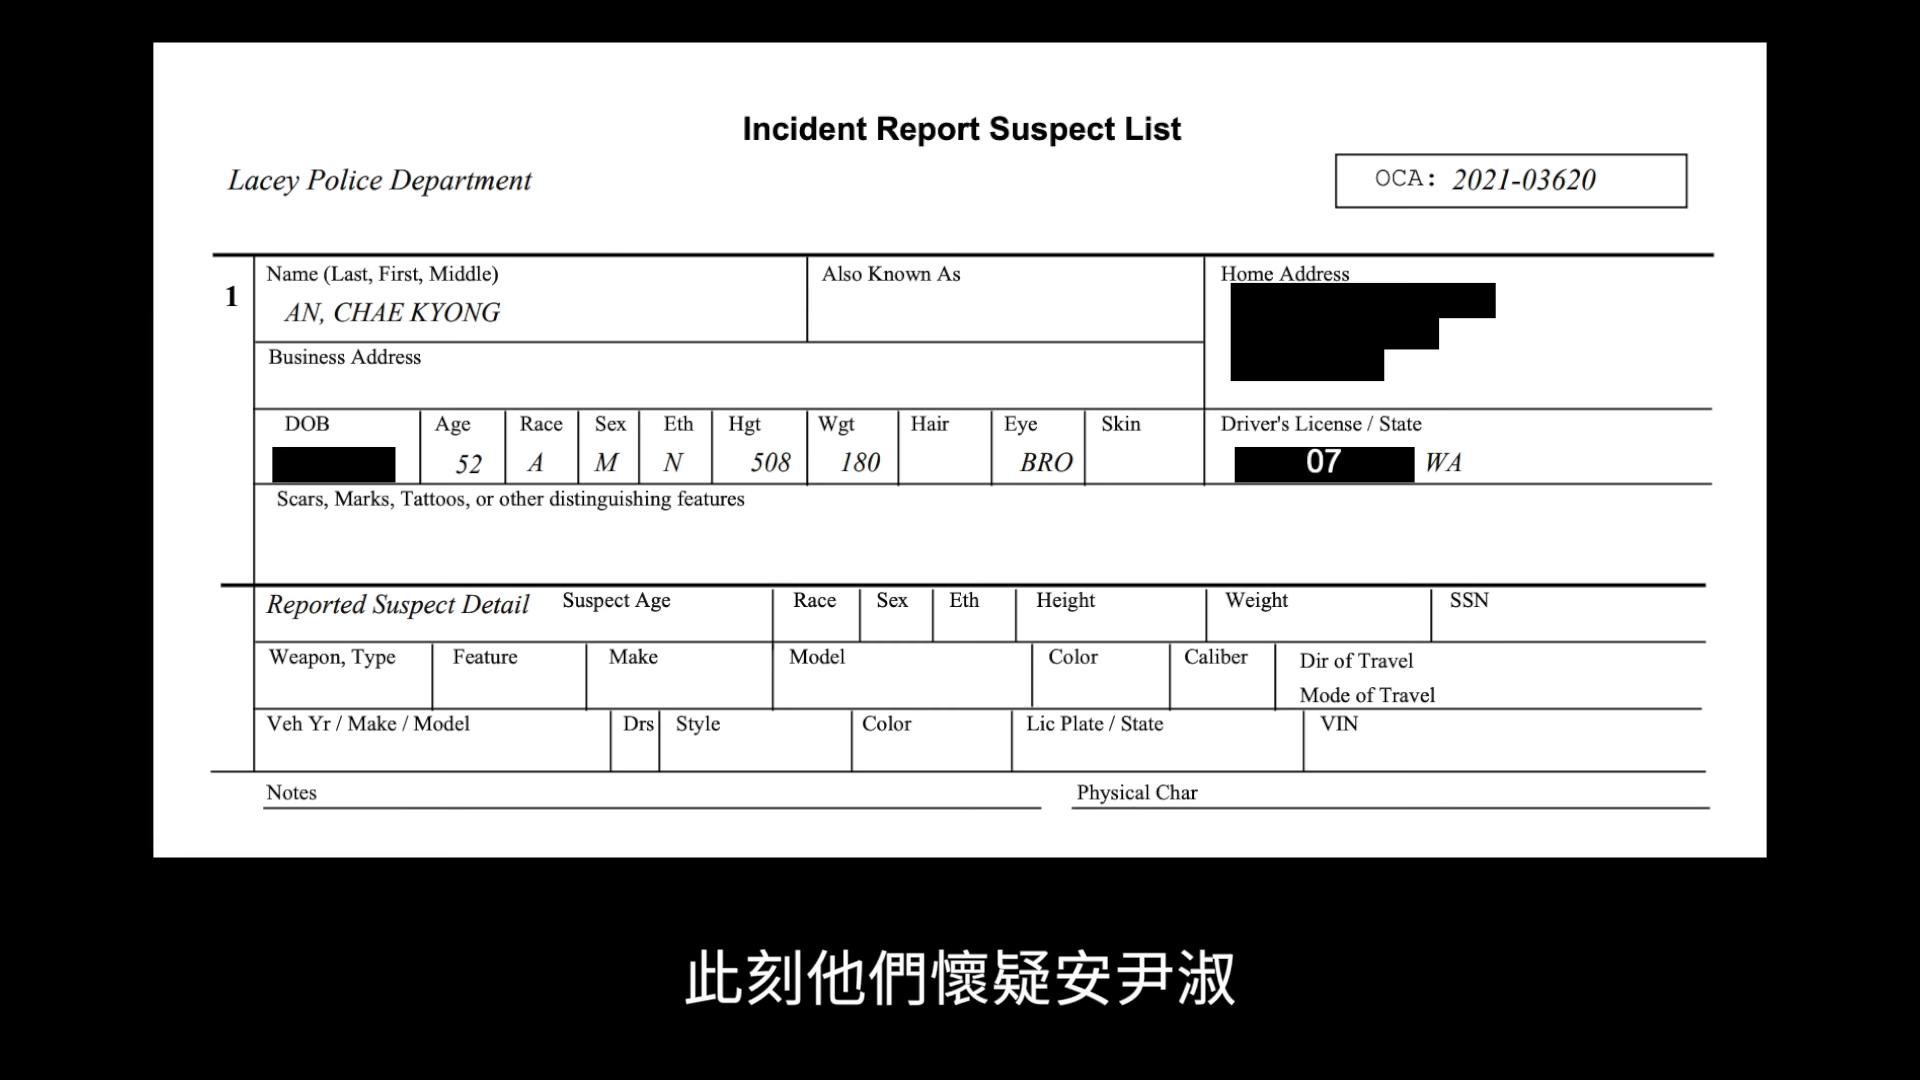 Incident Report Suspect List
Lacey Police Department
OCA: 2021-03620
1
Name (Last, First, Middle)
AN, CHAE KYONG
Also Known As
Home Address
Business Address
DOB
Age
52
Race
A
Sex
M
Eth
N
Hgt
508
Wgt
180
Hair
Eye
BRO
Skin
Driver's License / State
07 WA
Scars, Marks, Tattoos, or other distinguishing features
Reported Suspect Detail
Suspect Age
Race
Sex
Eth
Height
Weight
SSN
Weapon, Type
Feature
Make
Model
Color
Caliber
Dir of Travel
Mode of Travel
Veh Yr / Make / Model
Drs
Style
Color
Lic Plate / State
VIN
Notes
Physical Char
此刻他們懷疑安尹淑